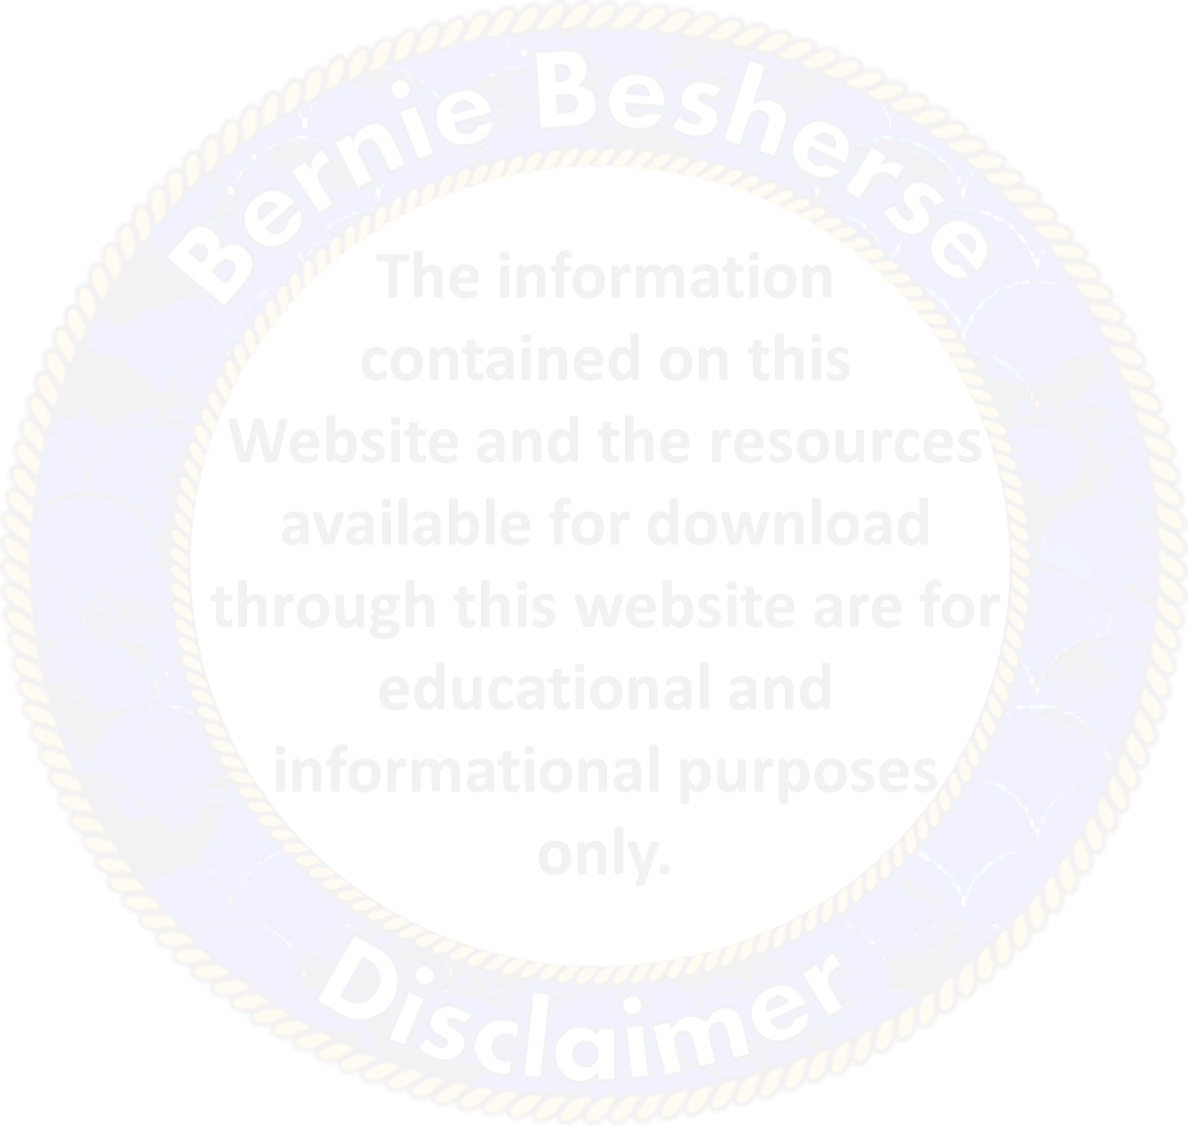 Bernie Besherse
The information
contained on this
Website and the resources
available for download
through this website are for
educational and
informational purposes
only.
Disclaimer